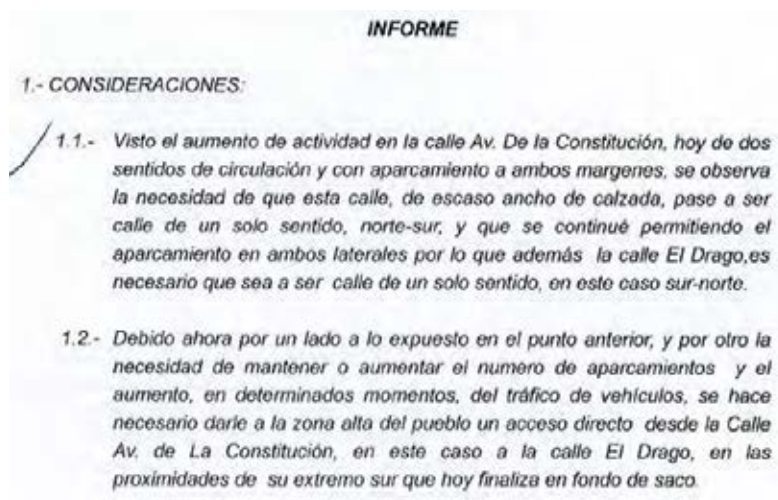 INFORME
1.- CONSIDERACIONES:
1.1.- Visto el aumento de actividad en la calle Av. De la Constitución, hoy de dos
sentidos de circulación y con aparcamiento a ambos margenes, se observa
la necesidad de que esta calle, de escaso ancho de calzada, pase a ser
calle de un solo sentido, norte-sur, y que se continué permitiendo el
aparcamiento en ambos laterales por lo que además la calle El Drago,es
necesario que sea a ser calle de un solo sentido, en este caso sur-norte.
1.2.- Debido ahora por un lado a lo expuesto en el punto anterior, y por otro la
necesidad de mantener o aumentar el numero de aparcamientos y el
aumento, en determinados momentos, del tráfico de vehículos, se hace
necesario darle a la zona alta del pueblo un acceso directo desde la Calle
Av. de La Constitución, en este caso a la calle El Drago, en las
proximidades de su extremo sur que hoy finaliza en fondo de saco.